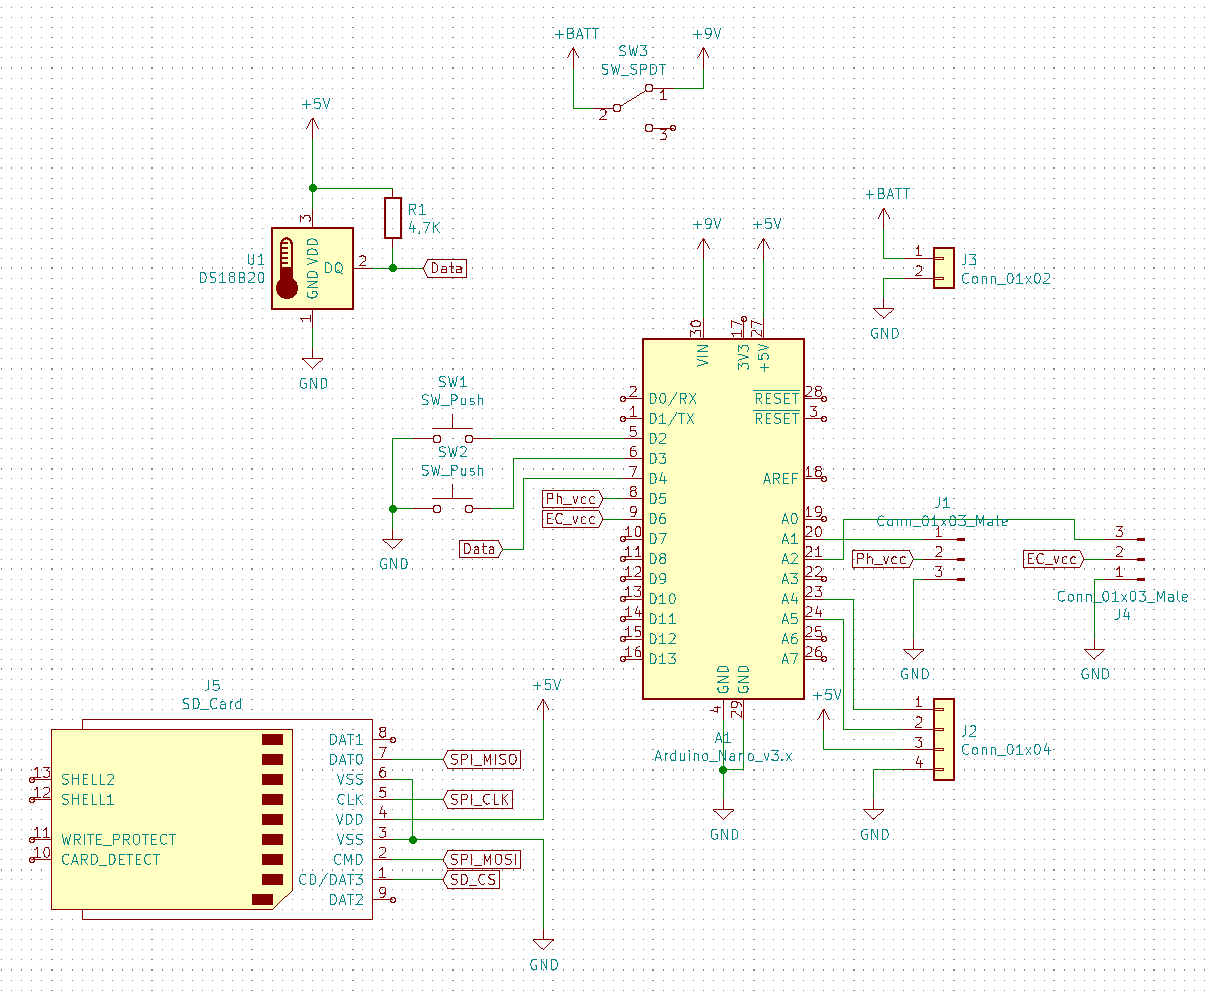 +BATT
+9V
SW3
SW_SPDT
1
2
3
+5V
3
R1
4,7K
U1
DS18B20
VDD
GND
DQ
2
Data
1
GND
+BATT
1
2
J3
Conn_01x02
GND
+9V
+5V
30
17
27
VIN
3V3
+5V
SW1
SW_Push
SW2
SW_Push
GND
Ph_vcc
EC_vcc
Data
2 D0/RX
1 D1/TX
5 D2
6 D3
7 D4
8 D5
9 D6
10 D7
11 D8
12 D9
13 D10
14 D11
15 D12
16 D13
RESET 28
RESET 3
AREF 18
A0 19
A1 20
A2 21
A3 22
A4 23
A5 24
A6 25
A7 26
GND
GND
4
29
A1
Arduino_Nano_v3.x
GND
J1
Conn_01x03_Male
1
Ph_vcc 2
3
GND
3
EC_vcc 2
1
Conn_01x03_Male
J4
GND
+5V
1
2
3
4
J2
Conn_01x04
GND
J5
SD_Card
13 SHELL2
12 SHELL1
11 WRITE_PROTECT
10 CARD_DETECT
DAT1 8
DAT0 7 SPI_MISO
VSS 6
CLK 5 SPI_CLK
VDD 4
VSS 3
CMD 2 SPI_MOSI
CD/DAT3 1 SD_CS
DAT2 9
+5V
GND